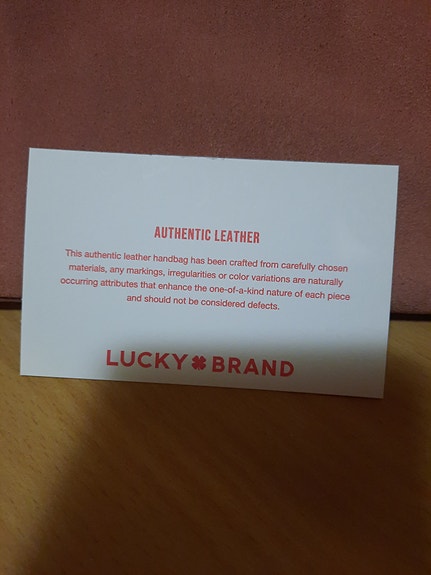 AUTHENTIC LEATHER
This authentic leather handbag has been crafted from carefully chosen
materials, any markings, irregularities or color variations are naturally
occurring attributes that enhance the one-of-a-kind nature of each piece
and should not be considered defects.
LUCKY BRAND